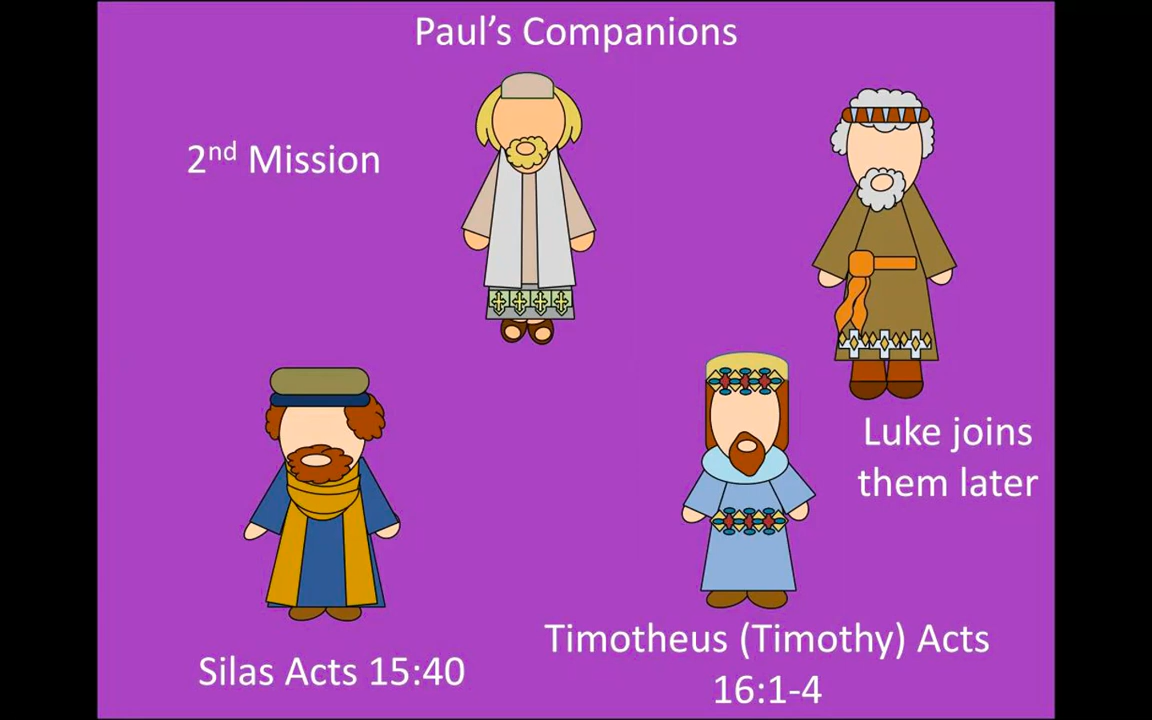 Paul’s Companions
2nd Mission
Luke joins
them later
Timotheus (Timothy) Acts
16:1-4
Silas Acts 15:40